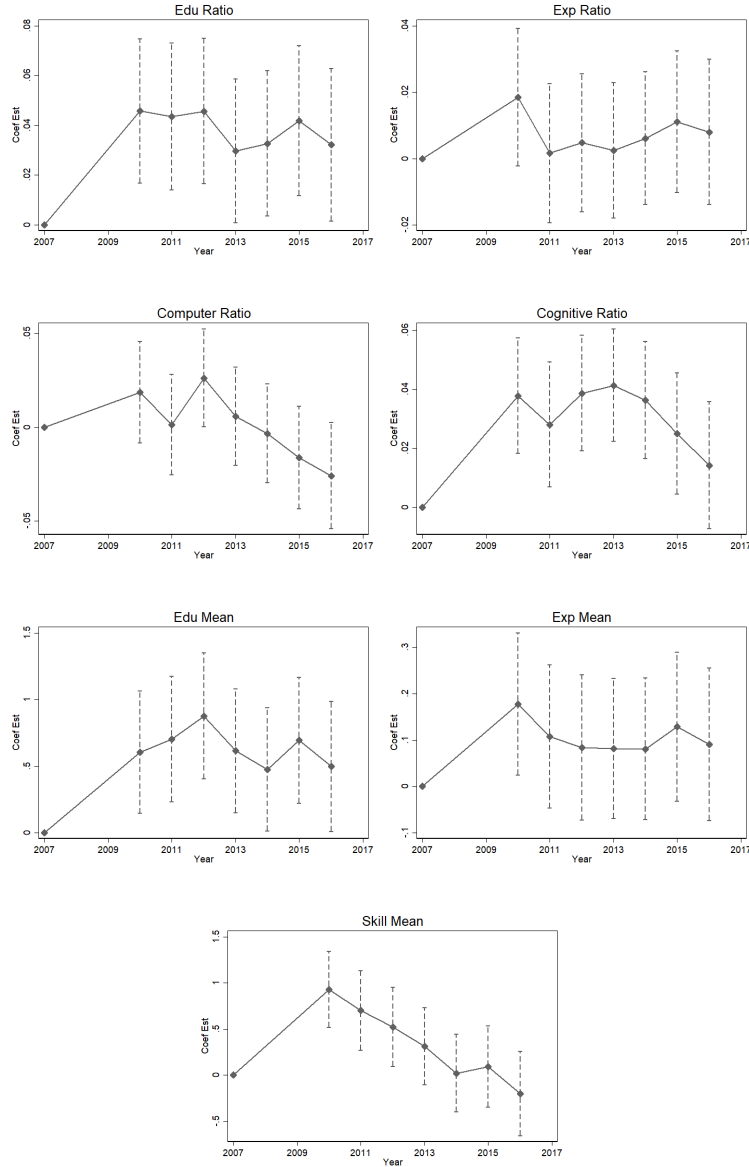 Edu Ratio
Coef Est
.08
.06
.04
.02
0
2007 2009 2011 2013 2015 2017
Year
Exp Ratio
Coef Est
.04
.02
0
-.02
2007 2009 2011 2013 2015 2017
Year
Computer Ratio
Coef Est
.05
0
-.05
2007 2009 2011 2013 2015 2017
Year
Cognitive Ratio
Coef Est
.06
.04
.02
0
2007 2009 2011 2013 2015 2017
Year
Edu Mean
Coef Est
1.5
1
.5
0
2007 2009 2011 2013 2015 2017
Year
Exp Mean
Coef Est
.3
.2
.1
0
-.1
2007 2009 2011 2013 2015 2017
Year
Skill Mean
Coef Est
1.5
1
.5
0
-.5
2007 2009 2011 2013 2015 2017
Year